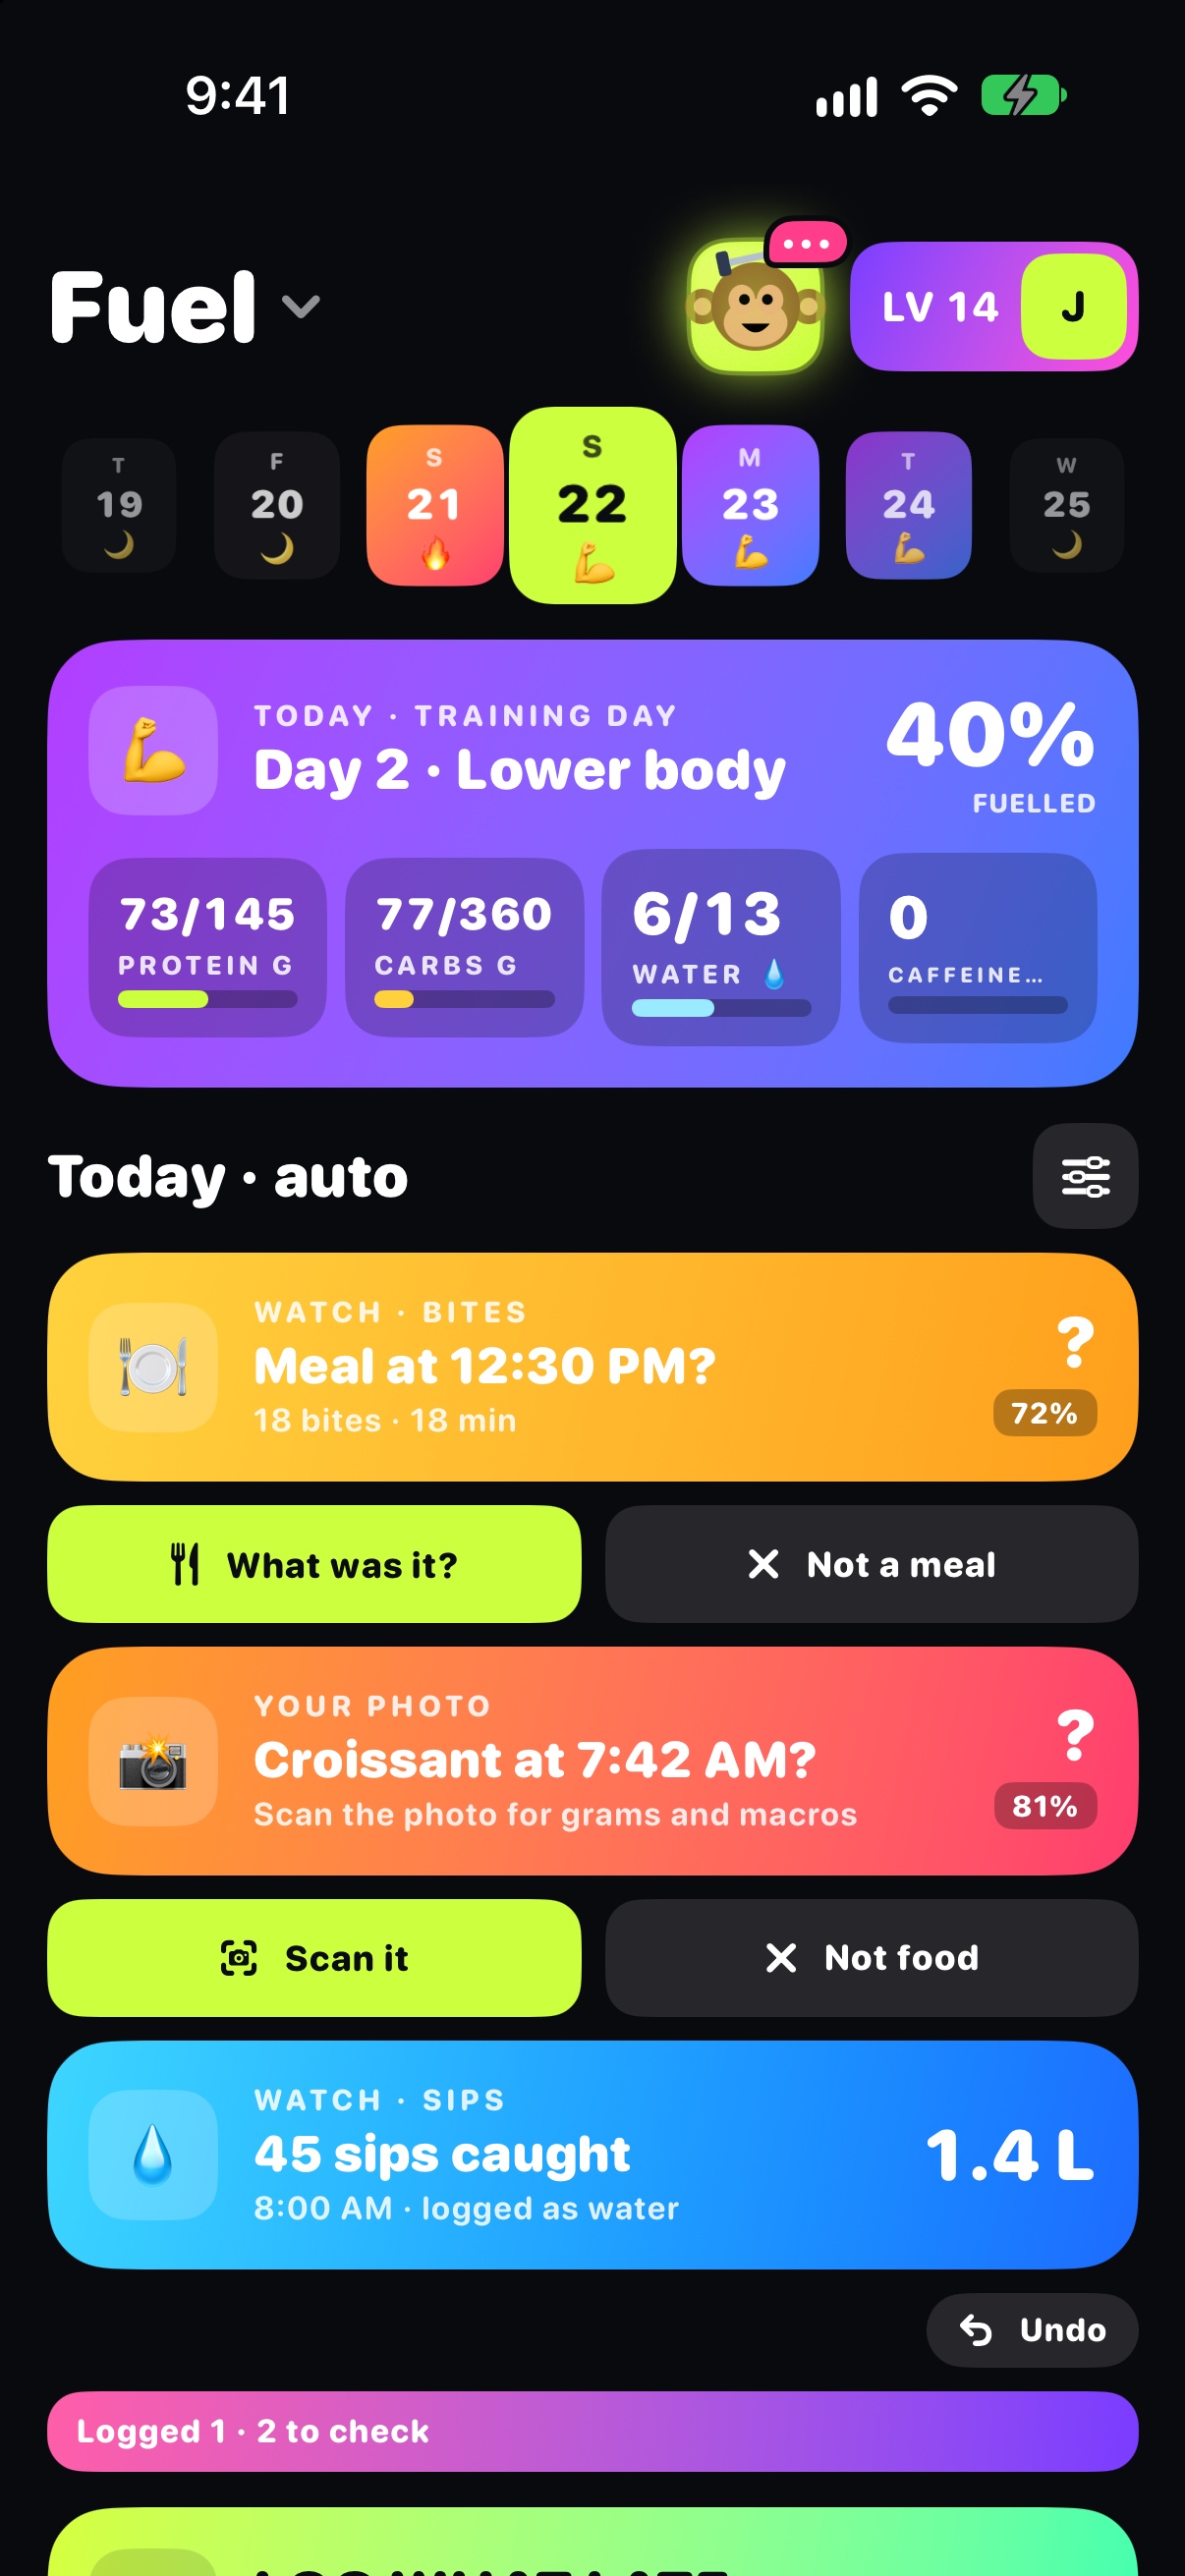 9:41
Fuel
LV 14 J
T F S S M T W
19 20 21 22 23 24 25
TODAY · TRAINING DAY
Day 2 · Lower body
40%
FUELLED
73/145 77/360 6/13 0
PROTEIN G CARBS G WATER CAFFEINE...
Today · auto
WATCH · BITES
Meal at 12:30 PM?
18 bites · 18 min
?
72%
What was it? Not a meal
YOUR PHOTO
Croissant at 7:42 AM?
Scan the photo for grams and macros
?
81%
Scan it Not food
WATCH · SIPS
45 sips caught
8:00 AM · logged as water
1.4 L
Undo
Logged 1 · 2 to check